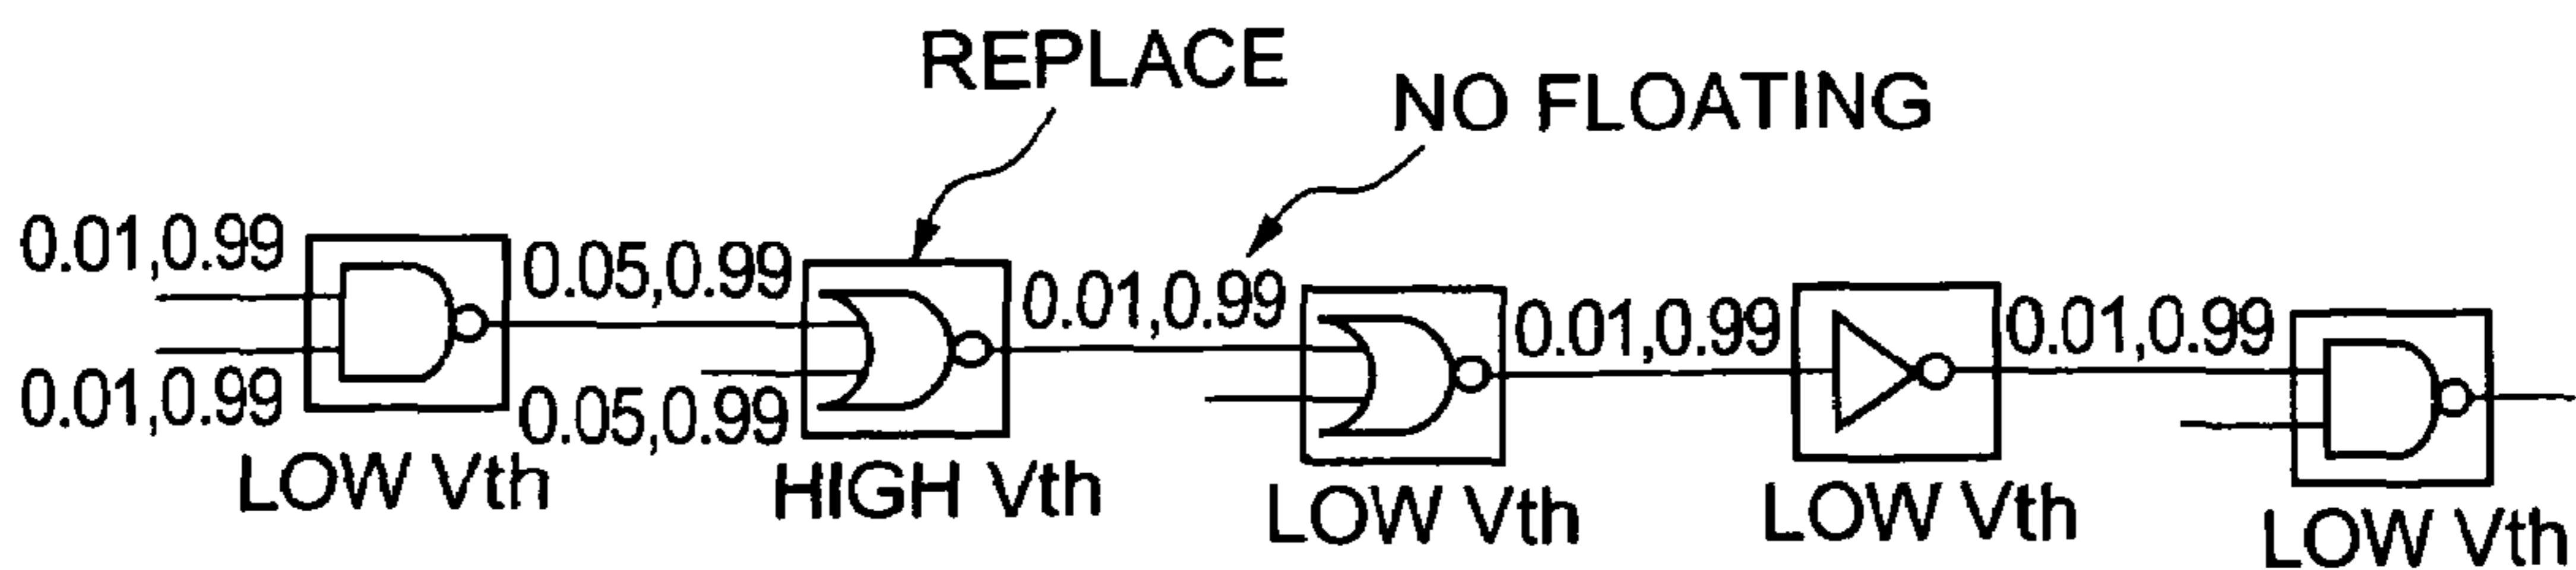 REPLACE
NO FLOATING
0.01,0.99
0.05,0.99
0.01,0.99
0.01,0.99
0.01,0.99
0.01,0.99
0.05,0.99
LOW Vth
HIGH Vth
LOW Vth
LOW Vth
LOW Vth